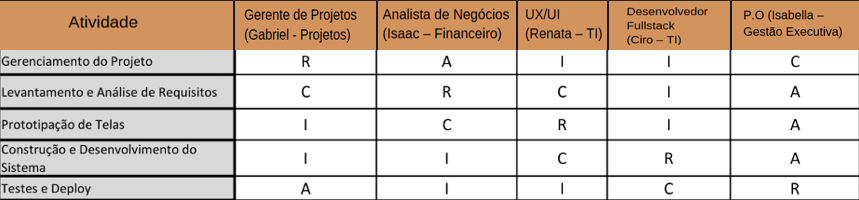 Atividade
Gerente de Projetos
(Gabriel - Projetos)
Analista de Negócios
(Isaac – Financeiro)
UX/UI
(Renata – TI)
Desenvolvedor
Fullstack
(Ciro – TI)
P.O (Isabella –
Gestão Executiva)
Gerenciamento do Projeto R A I I C
Levantamento e Análise de Requisitos C R C I A
Prototipação de Telas I C R I A
Construção e Desenvolvimento do
Sistema I I C R A
Testes e Deploy A I I C R